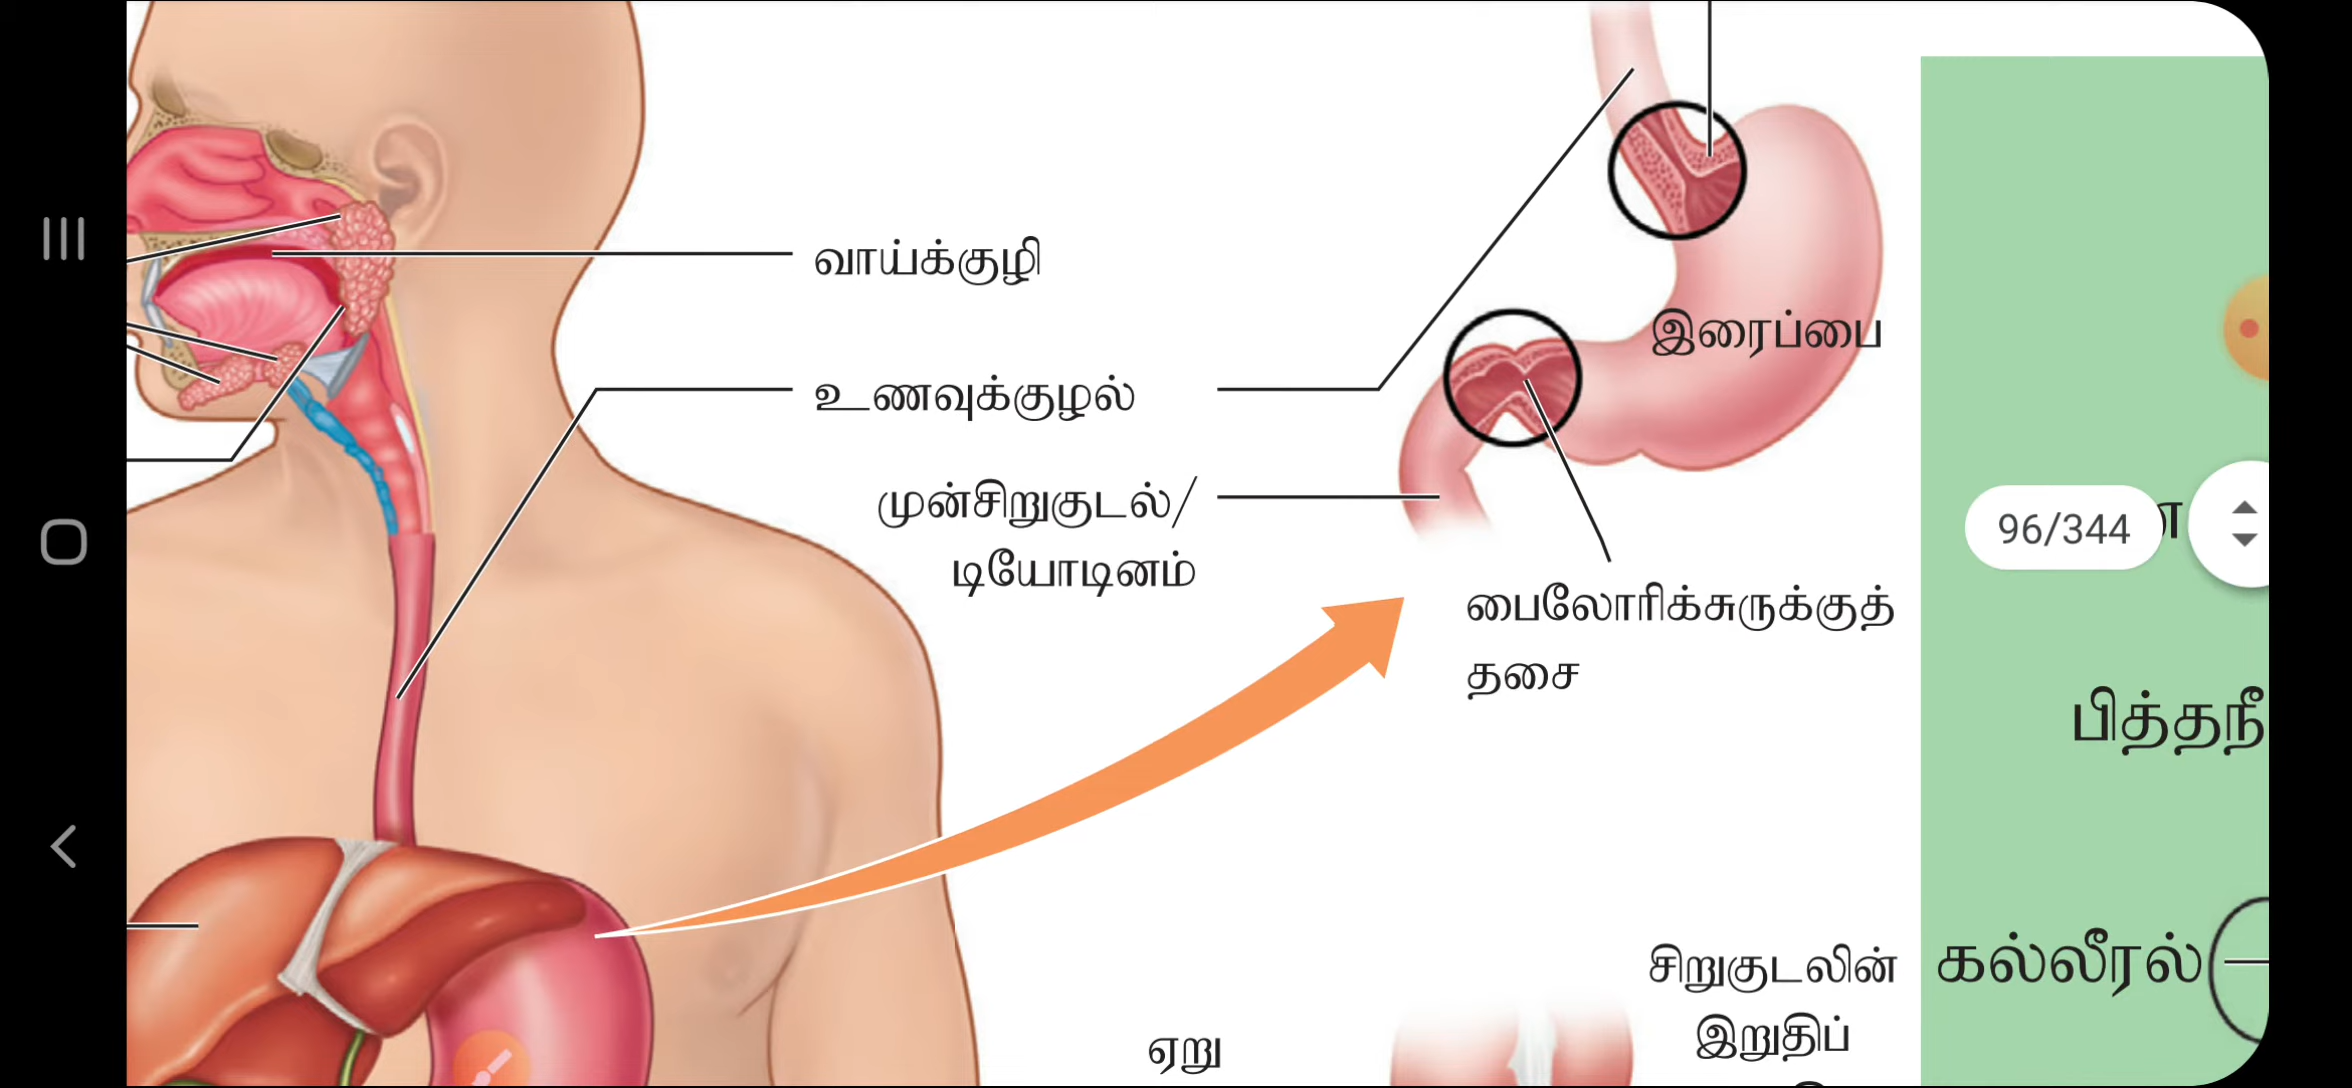 வாய்க்குழி
உணவுக்குழல்
முன்சிறுகுடல்/
டியோடினம்
இரைப்பை
பைலோரிக்சுருக்குத்
தசை
96/344
பித்தநீ
கல்லீரல்
சிறுகுடலின்
இறுதிப்
ஏறு